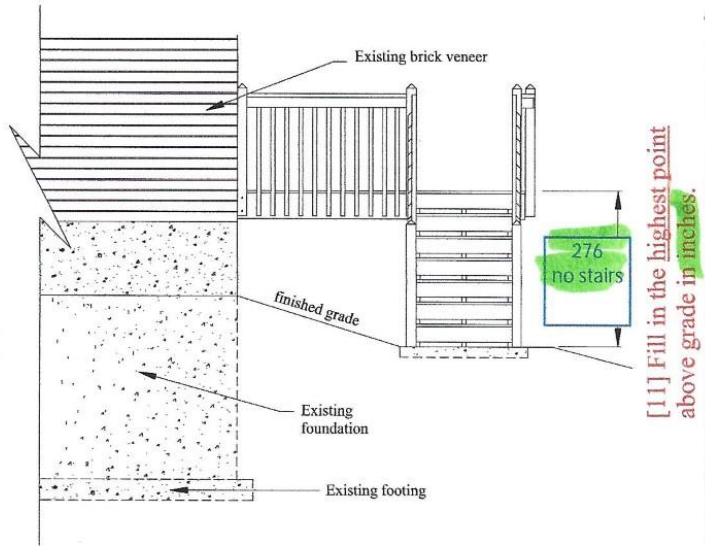 Existing brick veneer
276
no stairs
[11] Fill in the highest point
above grade in inches.
finished grade
Existing
foundation
Existing footing